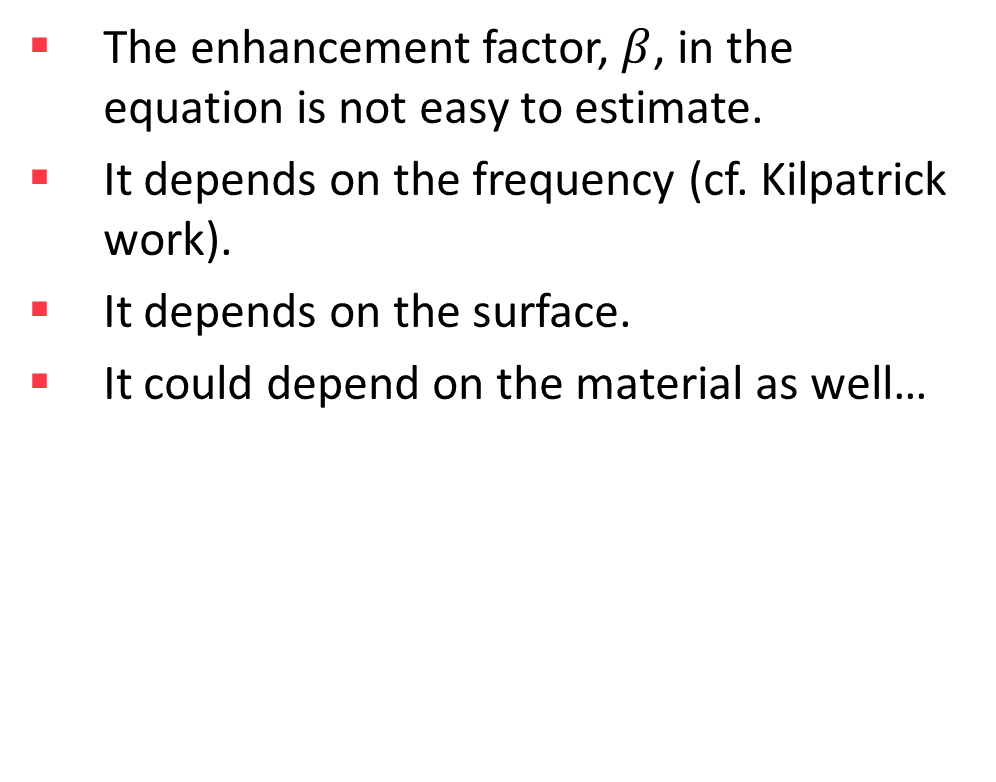 ▪ The enhancement factor, 𝛽, in the
equation is not easy to estimate.
▪ It depends on the frequency (cf. Kilpatrick
work).
▪ It depends on the surface.
▪ It could depend on the material as well…